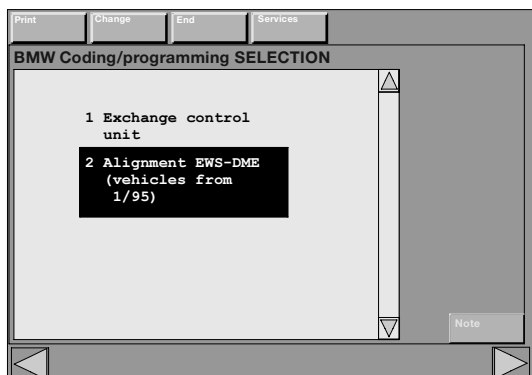 Print
Change
End
Services
BMW Coding/programming SELECTION
1 Exchange control
unit
2 Alignment EWS-DME
(vehicles from
1/95)
Note